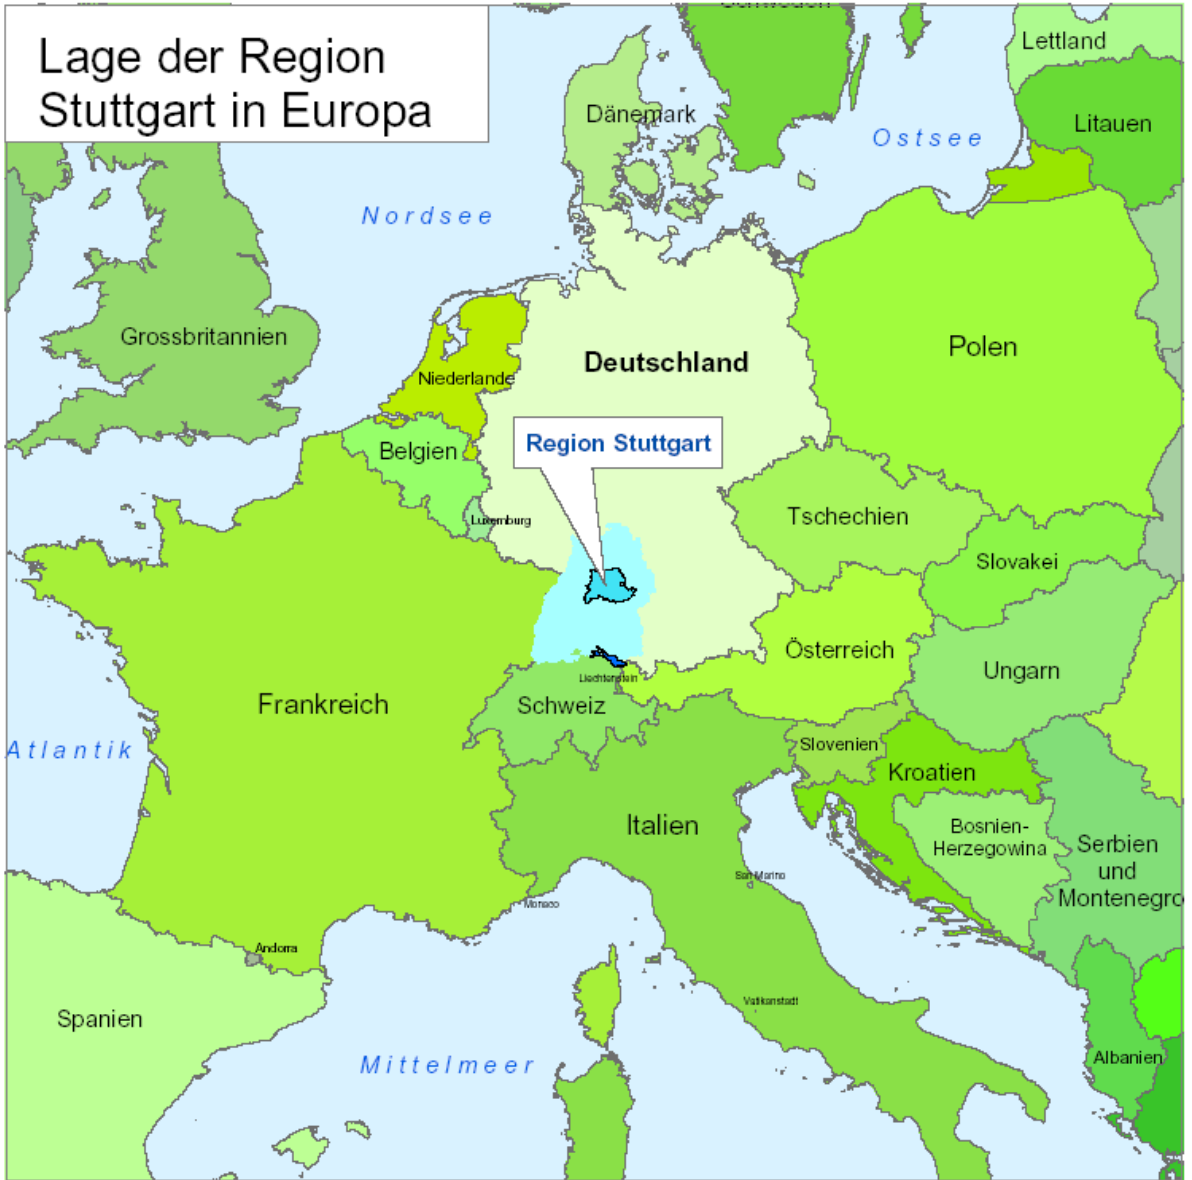 Lage der Region
Stuttgart in Europa
Schweden
Lettland
Dänemark
Ostsee
Litauen
Nordsee
Grossbritannien
Niederlande
Deutschland
Polen
Region Stuttgart
Belgien
Luxemburg
Tschechien
Slovakei
Österreich
Ungarn
Liechtenstein
Schweiz
Frankreich
Atlantik
Slovenien
Kroatien
Italien
Bosnien-
Herzegowina
Serbien
und
Montenegro
San Marino
Monaco
Andorra
Vatikanstadt
Spanien
Mittelmeer
Albanien